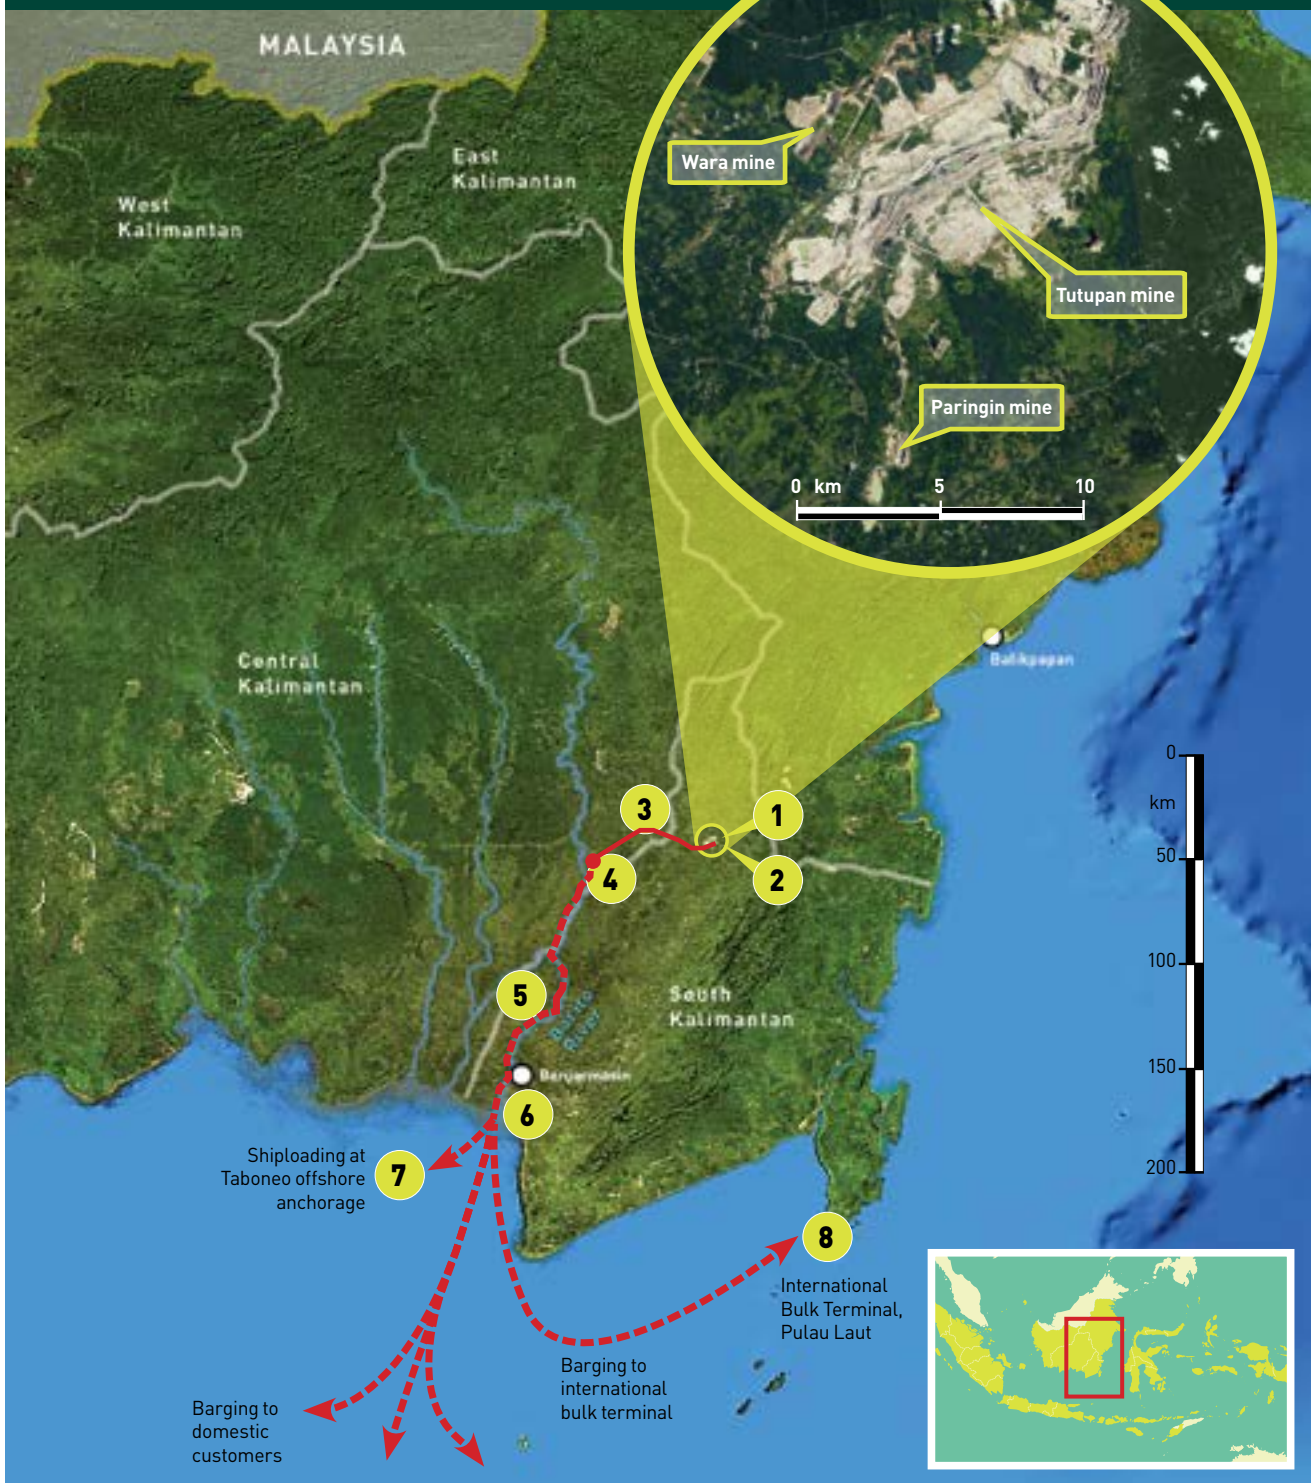 MALAYSIA
East
Kalimantan
West
Kalimantan
Wara mine
Tutupan mine
Paringin mine
0 km 5 10
Central
Kalimantan
Balikpapan
0
km
50
100
150
200
3
1
4
2
5
South
Kalimantan
Barito
River
Banjarmasin
6
Shiploading at
Taboneo offshore
anchorage
7
8
International
Bulk Terminal,
Pulau Laut
Barging to
international
bulk terminal
Barging to
domestic
customers